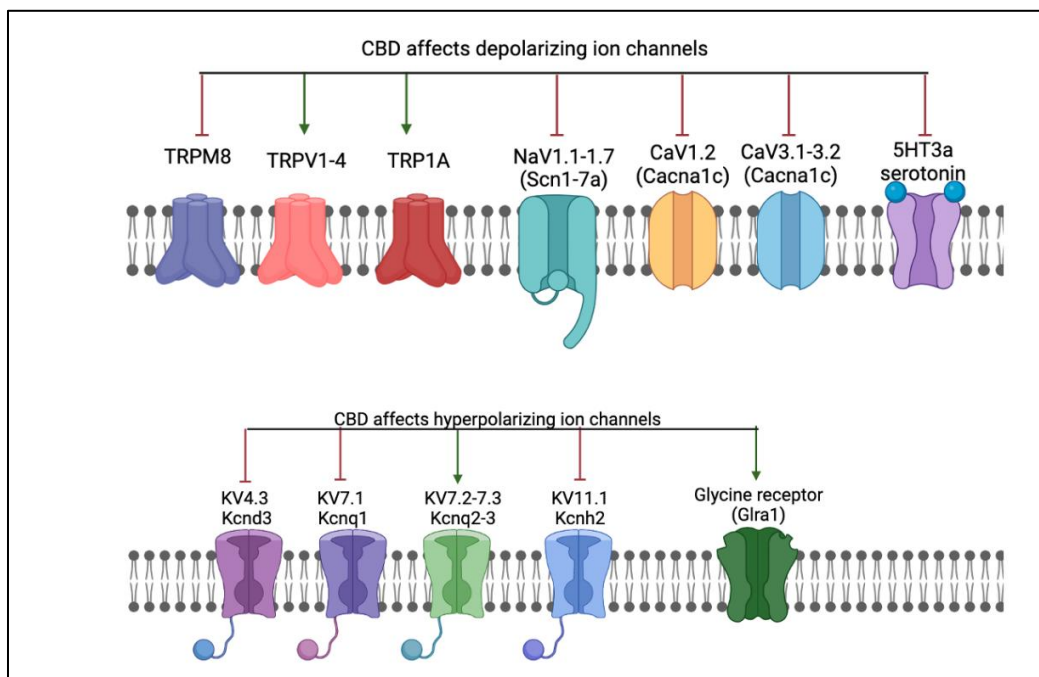 CBD affects depolarizing ion channels
TRPM8
TRPV1-4
TRP1A
NaV1.1-1.7
(Scn1-7a)
CaV1.2
(Cacna1c)
CaV3.1-3.2
(Cacna1c)
5HT3a
serotonin
CBD affects hyperpolarizing ion channels
KV4.3
Kcnd3
KV7.1
Kcnq1
KV7.2-7.3
Kcnq2-3
KV11.1
Kcnh2
Glycine receptor
(Glra1)